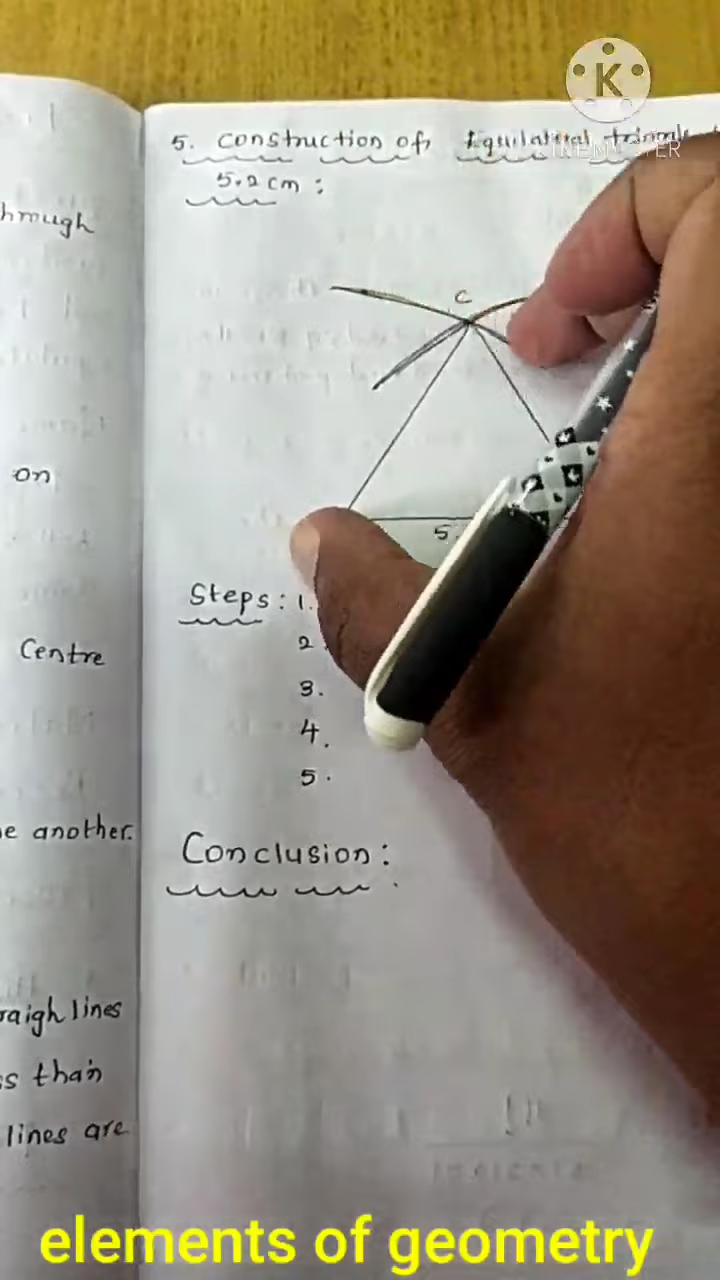 K
KINEMASTER
5. Construction of Equilateral triangle
5.2 cm :
hrough
C
on
5.
Steps : 1.
2.
Centre
3.
4.
5.
e another.
Conclusion :
raigh lines
s than
lines are
elements of geometry